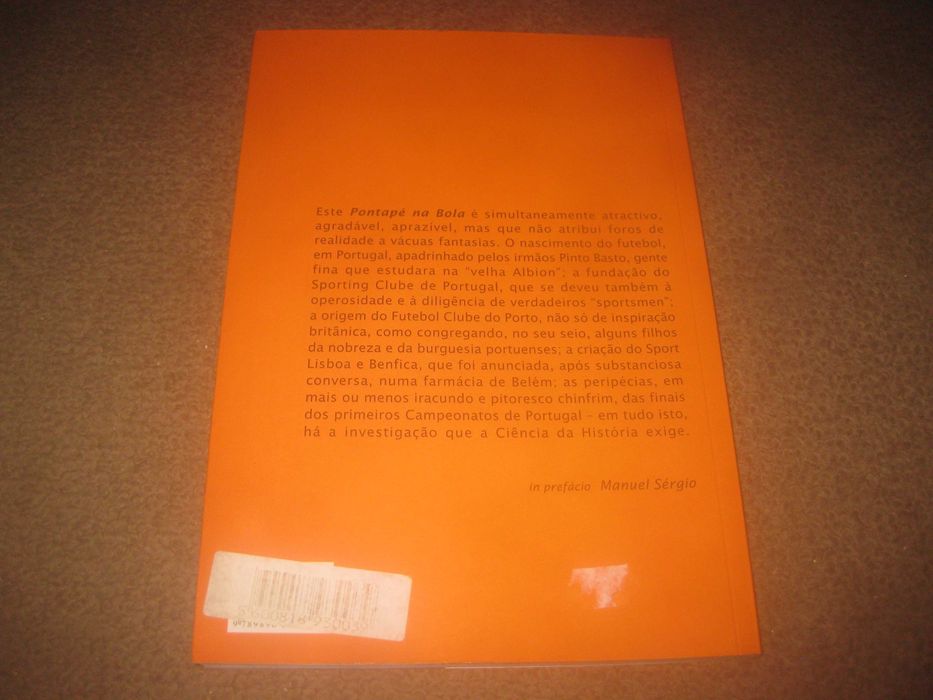 Este Pontapé na Bola é simultaneamente atractivo,
agradável, aprazível, mas que não atribui foros de
realidade a vácuas fantasias. O nascimento do futebol,
em Portugal, apadrinhado pelos irmãos Pinto Basto, gente
fina que estudara na "velha Albion"; a fundação do
Sporting Clube de Portugal, que se deveu também à
operosidade e à diligência de verdadeiros "sportsmen";
a origem do Futebol Clube do Porto, não só de inspiração
britânica, como congregando, no seu seio, alguns filhos
da nobreza e da burguesia portuenses; a criação do Sport
Lisboa e Benfica, que foi anunciada, após substanciosa
conversa, numa farmácia de Belém; as peripécias, em
mais ou menos iracundo e pitoresco chinfrim, das finais
dos primeiros Campeonatos de Portugal – em tudo isto,
há a investigação que a Ciência da História exige.
in prefácio Manuel Sérgio